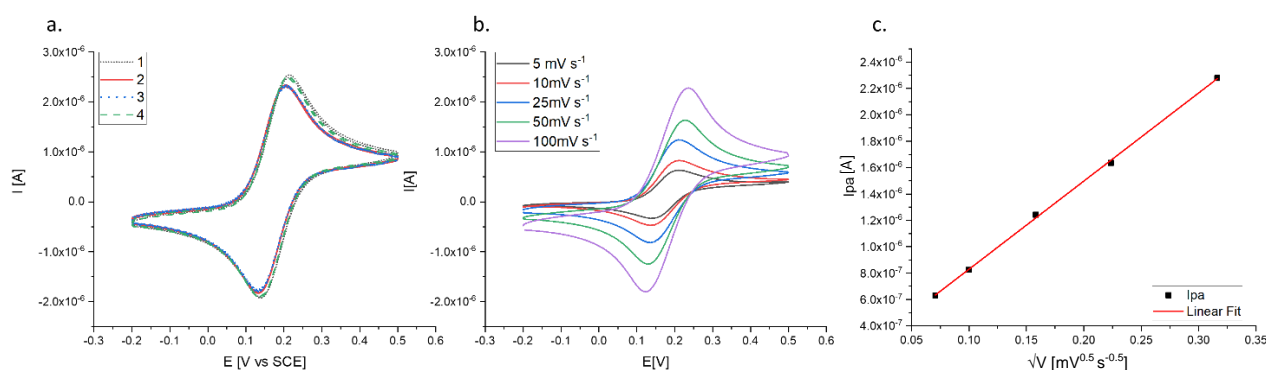 a.
3.0x10⁻⁶
2.0x10⁻⁶
1.0x10⁻⁶
0.0
-1.0x10⁻⁶
-2.0x10⁻⁶
I [A]
1
2
3
4
-0.3 -0.2 -0.1 0.0 0.1 0.2 0.3 0.4 0.5 0.6
E [V vs SCE]
b.
3.0x10⁻⁶
2.0x10⁻⁶
1.0x10⁻⁶
0.0
-1.0x10⁻⁶
-2.0x10⁻⁶
I[A]
5 mV s⁻¹
10mV s⁻¹
25mV s⁻¹
50mV s⁻¹
100mV s⁻¹
-0.3 -0.2 -0.1 0.0 0.1 0.2 0.3 0.4 0.5 0.6
E[V]
c.
2.4x10⁻⁶
2.2x10⁻⁶
2.0x10⁻⁶
1.8x10⁻⁶
1.6x10⁻⁶
1.4x10⁻⁶
1.2x10⁻⁶
1.0x10⁻⁶
8.0x10⁻⁷
6.0x10⁻⁷
4.0x10⁻⁷
Ipa [A]
Ipa
Linear Fit
0.05 0.10 0.15 0.20 0.25 0.30 0.35
√V [mV⁰·⁵ s⁻⁰·⁵]